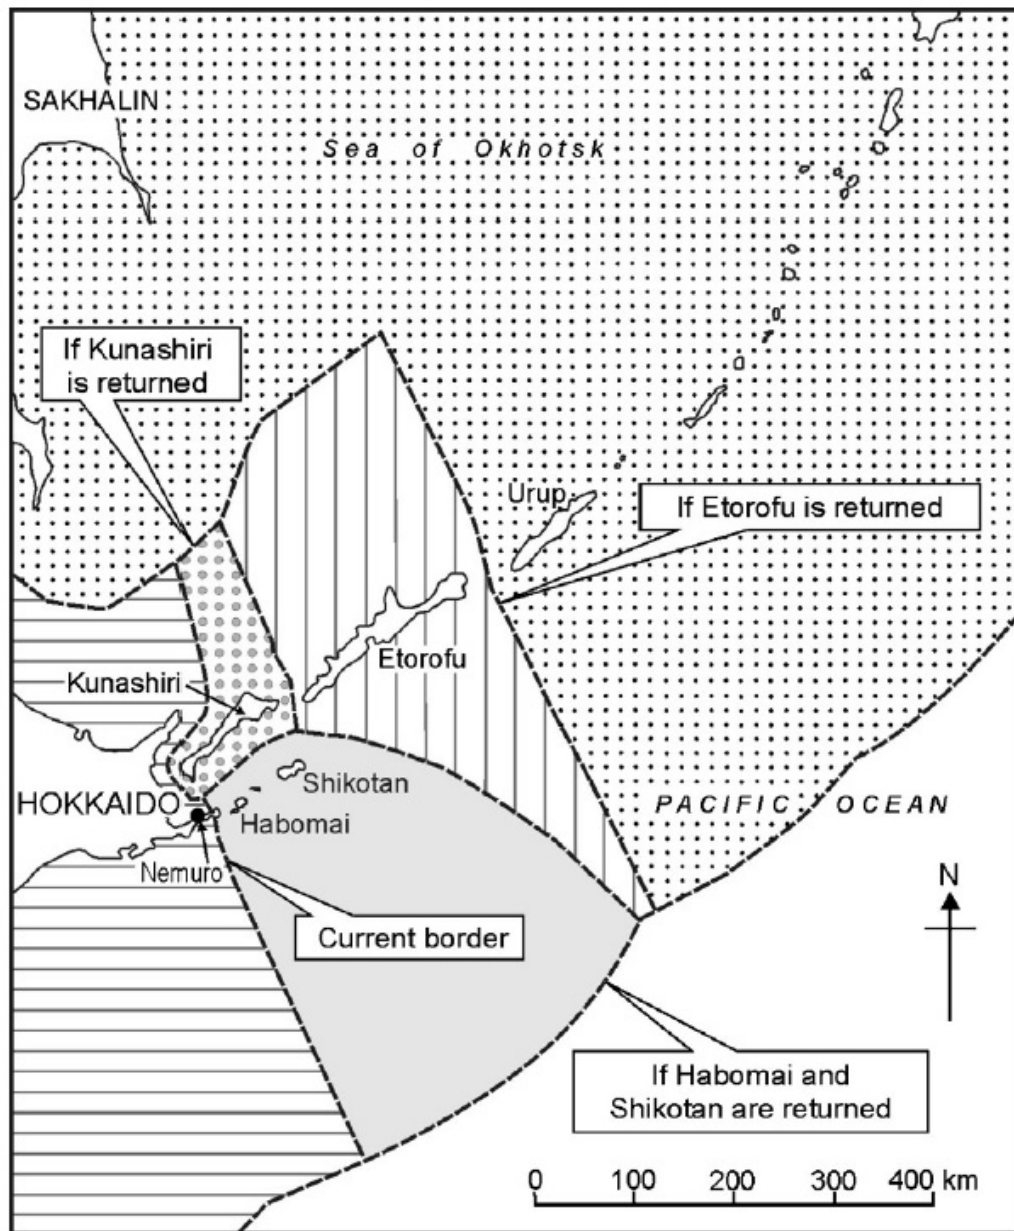 SAKHALIN
Sea of Okhotsk
If Kunashiri
is returned
Urup
If Etorofu is returned
Etorofu
Kunashiri
Shikotan
HOKKAIDO
Habomai
PACIFIC OCEAN
Nemuro
N
Current border
If Habomai and
Shikotan are returned
0 100 200 300 400 km